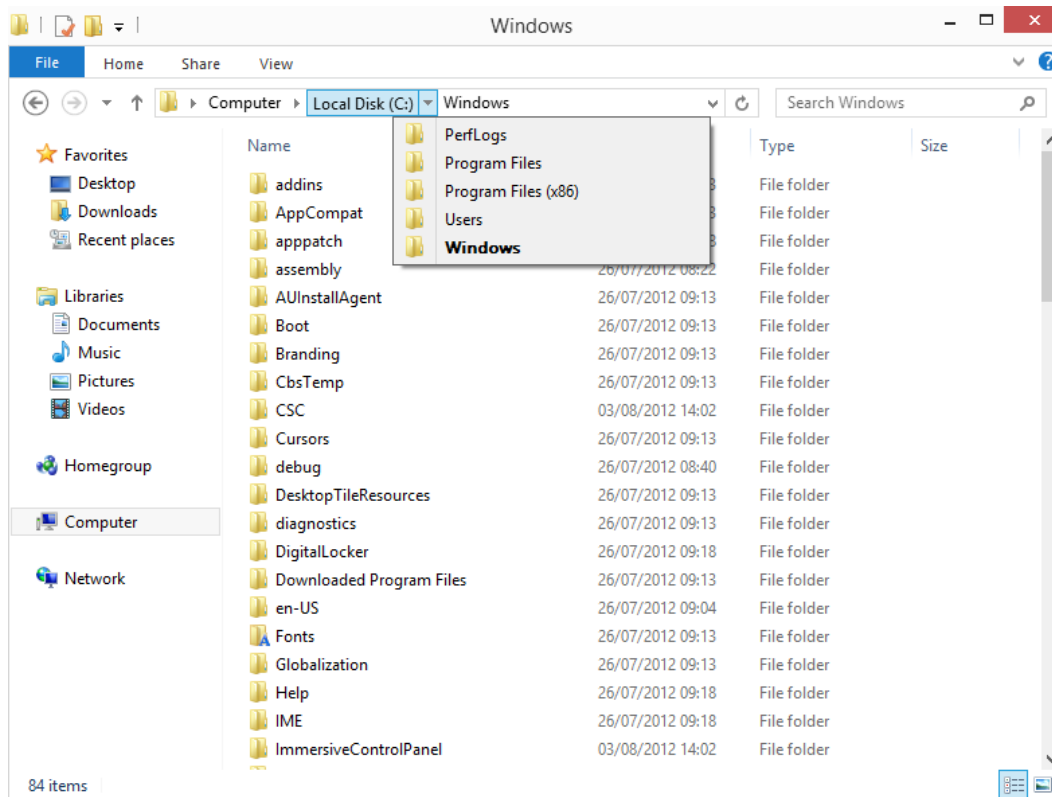 Windows
File Home Share View
Computer Local Disk (C:) Windows Search Windows
PerfLogs
Program Files
Program Files (x86)
Users
Windows
Favorites
Desktop
Downloads
Recent places
Libraries
Documents
Music
Pictures
Videos
Homegroup
Computer
Network
Name Type Size
addins File folder
AppCompat File folder
apppatch File folder
assembly 26/07/2012 08:22 File folder
AUInstallAgent 26/07/2012 09:13 File folder
Boot 26/07/2012 09:13 File folder
Branding 26/07/2012 09:13 File folder
CbsTemp 26/07/2012 09:13 File folder
CSC 03/08/2012 14:02 File folder
Cursors 26/07/2012 09:13 File folder
debug 26/07/2012 08:40 File folder
DesktopTileResources 26/07/2012 09:13 File folder
diagnostics 26/07/2012 09:13 File folder
DigitalLocker 26/07/2012 09:18 File folder
Downloaded Program Files 26/07/2012 09:13 File folder
en-US 26/07/2012 09:04 File folder
Fonts 26/07/2012 09:13 File folder
Globalization 26/07/2012 09:13 File folder
Help 26/07/2012 09:18 File folder
IME 26/07/2012 09:18 File folder
ImmersiveControlPanel 03/08/2012 14:02 File folder
84 items